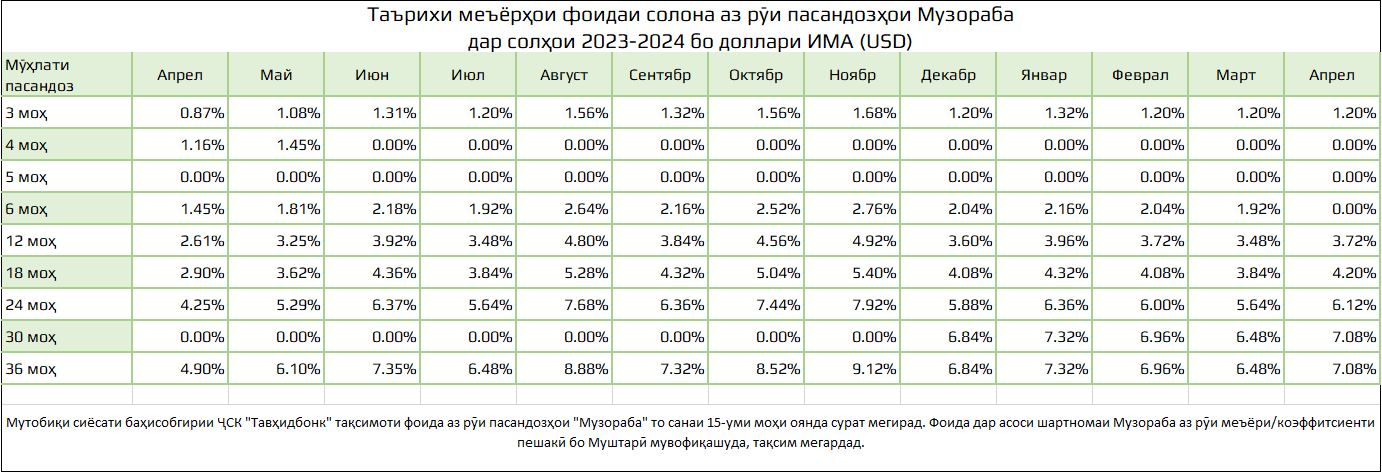 Таърихи меъёрҳои фоидаи солона аз рӯи пасандозҳои Музораба
дар солҳои 2023-2024 бо доллари ИМА (USD)
Мӯҳлати пасандоз Апрел Май Июн Июл Август Сентябр Октябр Ноябр Декабр Январ Феврал Март Апрел
3 моҳ 0.87% 1.08% 1.31% 1.20% 1.56% 1.32% 1.56% 1.68% 1.20% 1.32% 1.20% 1.20% 1.20%
4 моҳ 1.16% 1.45% 0.00% 0.00% 0.00% 0.00% 0.00% 0.00% 0.00% 0.00% 0.00% 0.00% 0.00%
5 моҳ 0.00% 0.00% 0.00% 0.00% 0.00% 0.00% 0.00% 0.00% 0.00% 0.00% 0.00% 0.00% 0.00%
6 моҳ 1.45% 1.81% 2.18% 1.92% 2.64% 2.16% 2.52% 2.76% 2.04% 2.16% 2.04% 1.92% 0.00%
12 моҳ 2.61% 3.25% 3.92% 3.48% 4.80% 3.84% 4.56% 4.92% 3.60% 3.96% 3.72% 3.48% 3.72%
18 моҳ 2.90% 3.62% 4.36% 3.84% 5.28% 4.32% 5.04% 5.40% 4.08% 4.32% 4.08% 3.84% 4.20%
24 моҳ 4.25% 5.29% 6.37% 5.64% 7.68% 6.36% 7.44% 7.92% 5.88% 6.36% 6.00% 5.64% 6.12%
30 моҳ 0.00% 0.00% 0.00% 0.00% 0.00% 0.00% 0.00% 0.00% 6.84% 7.32% 6.96% 6.48% 7.08%
36 моҳ 4.90% 6.10% 7.35% 6.48% 8.88% 7.32% 8.52% 9.12% 6.84% 7.32% 6.96% 6.48% 7.08%
Мутобиқи сиёсати баҳисобгирии ҶСК "Тавҳидбонк" тақсимоти фоида аз рӯи пасандозҳои "Музораба" то санаи 15-уми моҳи оянда сурат мегирад. Фоида дар асоси шартномаи Музораба аз рӯи меъёри/коэффитсиенти
пешакӣ бо Муштарӣ мувофиқашуда, тақсим мегардад.